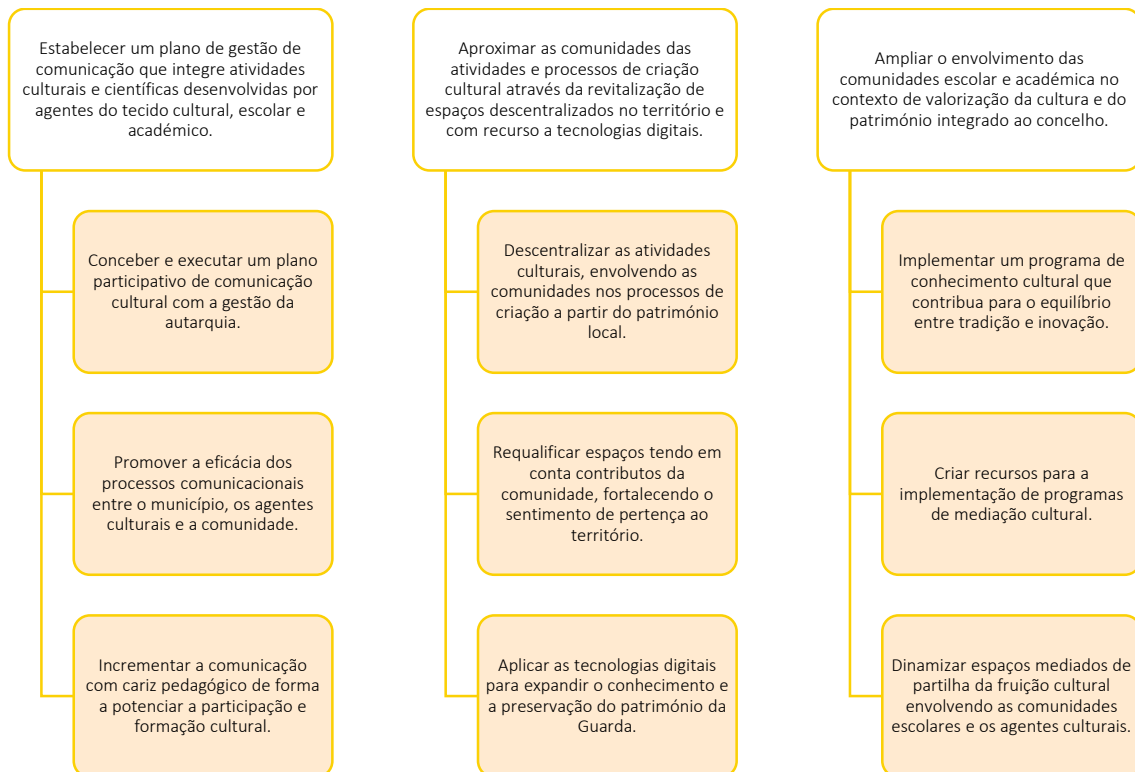 Estabelecer um plano de gestão de
comunicação que integre atividades
culturais e científicas desenvolvidas por
agentes do tecido cultural, escolar e
académico.
Conceber e executar um plano
participativo de comunicação
cultural com a gestão da
autarquia.
Promover a eficácia dos
processos comunicacionais
entre o município, os agentes
culturais e a comunidade.
Incrementar a comunicação
com cariz pedagógico de forma
a potenciar a participação e
formação cultural.
Aproximar as comunidades das
atividades e processos de criação
cultural através da revitalização de
espaços descentralizados no território e
com recurso a tecnologias digitais.
Descentralizar as atividades
culturais, envolvendo as
comunidades nos processos de
criação a partir do património
local.
Requalificar espaços tendo em
conta contributos da
comunidade, fortalecendo o
sentimento de pertença ao
território.
Aplicar as tecnologias digitais
para expandir o conhecimento e
a preservação do património da
Guarda.
Ampliar o envolvimento das
comunidades escolar e académica no
contexto de valorização da cultura e do
património integrado ao concelho.
Implementar um programa de
conhecimento cultural que
contribua para o equilíbrio
entre tradição e inovação.
Criar recursos para a
implementação de programas
de mediação cultural.
Dinamizar espaços mediados de
partilha da fruição cultural
envolvendo as comunidades
escolares e os agentes culturais.